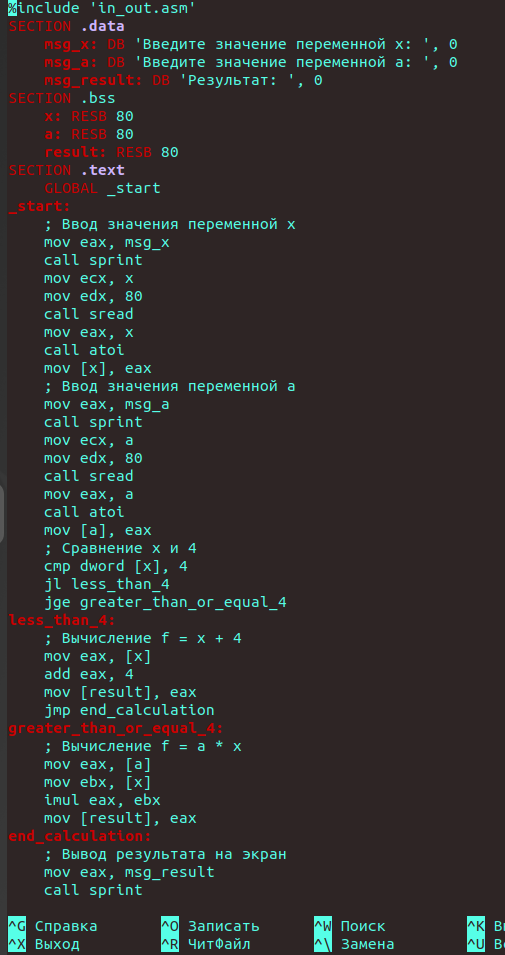 %include 'in_out.asm'
SECTION .data
    msg_x: DB 'Введите значение переменной x: ', 0
    msg_a: DB 'Введите значение переменной a: ', 0
    msg_result: DB 'Результат: ', 0
SECTION .bss
    x: RESB 80
    a: RESB 80
    result: RESB 80
SECTION .text
    GLOBAL _start
_start:
    ; Ввод значения переменной x
    mov eax, msg_x
    call sprint
    mov ecx, x
    mov edx, 80
    call sread
    mov eax, x
    call atoi
    mov [x], eax
    ; Ввод значения переменной a
    mov eax, msg_a
    call sprint
    mov ecx, a
    mov edx, 80
    call sread
    mov eax, a
    call atoi
    mov [a], eax
    ; Сравнение x и 4
    cmp dword [x], 4
    jl less_than_4
    jge greater_than_or_equal_4
less_than_4:
    ; Вычисление f = x + 4
    mov eax, [x]
    add eax, 4
    mov [result], eax
    jmp end_calculation
greater_than_or_equal_4:
    ; Вычисление f = a * x
    mov eax, [a]
    mov ebx, [x]
    imul eax, ebx
    mov [result], eax
end_calculation:
    ; Вывод результата на экран
    mov eax, msg_result
    call sprint
^G Справка ^O Записать ^W Поиск ^K
^X Выход ^R ЧитФайл ^\ Замена ^U